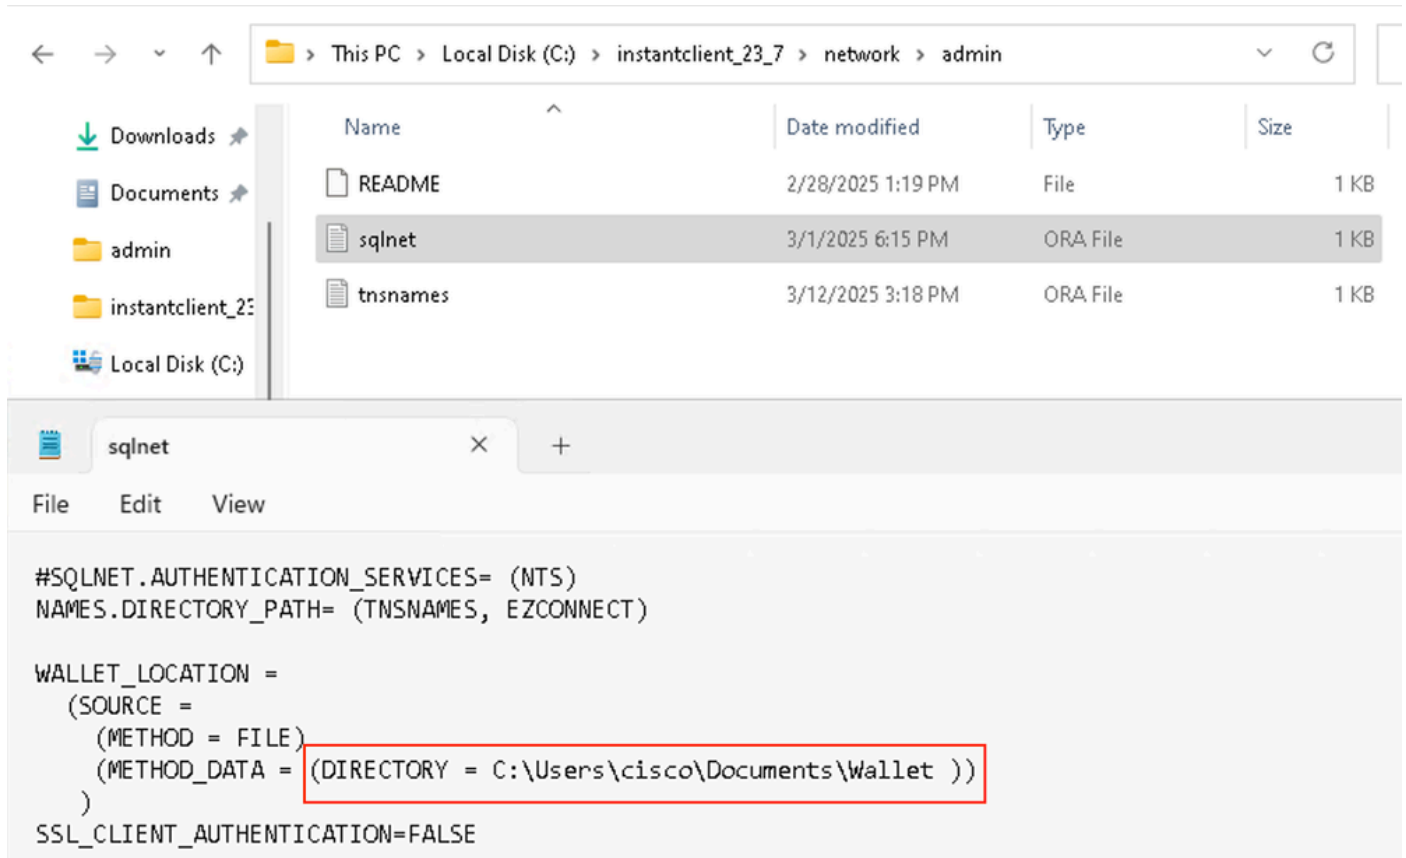 This PC > Local Disk (C:) > instantclient_23_7 > network > admin
Name Date modified Type Size
Downloads
Documents
admin
instantclient_23
Local Disk (C:)
README 2/28/2025 1:19 PM File 1 KB
sqlnet 3/1/2025 6:15 PM ORA File 1 KB
tnsnames 3/12/2025 3:18 PM ORA File 1 KB
sqlnet
File Edit View
#SQLNET.AUTHENTICATION_SERVICES= (NTS)
NAMES.DIRECTORY_PATH= (TNSNAMES, EZCONNECT)
WALLET_LOCATION =
(SOURCE =
(METHOD = FILE)
(METHOD_DATA = (DIRECTORY = C:\Users\cisco\Documents\Wallet ))
)
SSL_CLIENT_AUTHENTICATION=FALSE